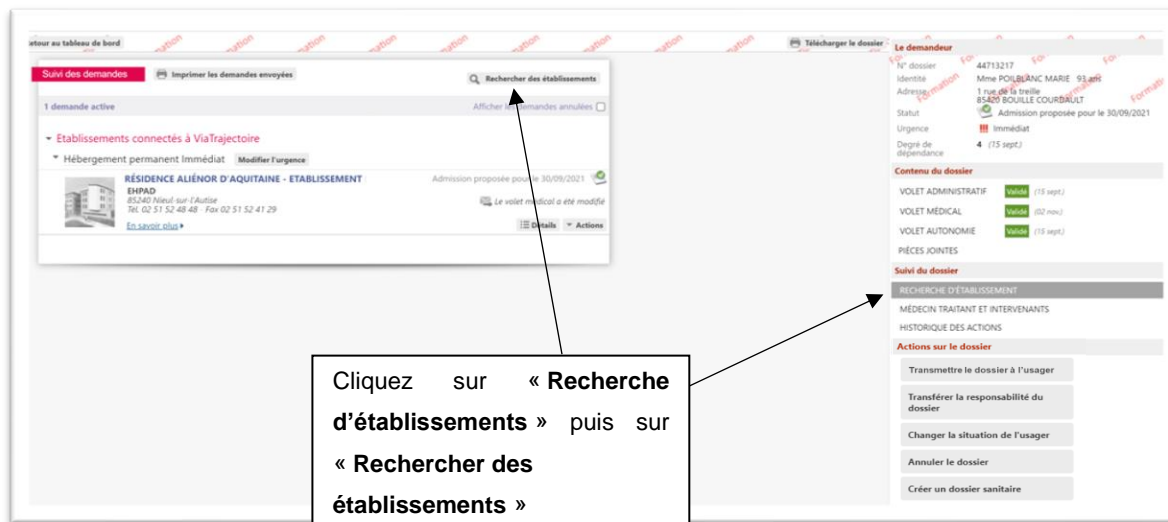 etour au tableau de bord
Télécharger le dossier
Suivi des demandes
Imprimer les demandes envoyées
Rechercher des établissements
1 demande active
Afficher les demandes annulées
Etablissements connectés à ViaTrajectoire
Hébergement permanent Immédiat Modifier l'urgence
RÉSIDENCE ALIÉNOR D'AQUITAINE - ETABLISSEMENT
Admission proposée pour le 30/09/2021
EHPAD
85240 Nieul-sur-l'Autise
Le volet médical a été modifié
Tél. 02 51 52 48 48 - Fax 02 51 52 41 29
En savoir plus
Détails Actions
Cliquez sur « Recherche
d'établissements » puis sur
« Rechercher des
établissements »
Le demandeur
N° dossier 44713217
Identité Mme POILBLANC MARIE 93 ans
Adresse 1 rue de la treille
85420 BOUILLE COURDAULT
Statut Admission proposée pour le 30/09/2021
Urgence !!! Immédiat
Degré de dépendance 4 (15 sept.)
Contenu du dossier
VOLET ADMINISTRATIF Validé (15 sept.)
VOLET MÉDICAL Validé (02 nov.)
VOLET AUTONOMIE Validé (15 sept.)
PIÈCES JOINTES
Suivi du dossier
RECHERCHE D'ÉTABLISSEMENT
MÉDECIN TRAITANT ET INTERVENANTS
HISTORIQUE DES ACTIONS
Actions sur le dossier
Transmettre le dossier à l'usager
Transférer la responsabilité du
dossier
Changer la situation de l'usager
Annuler le dossier
Créer un dossier sanitaire